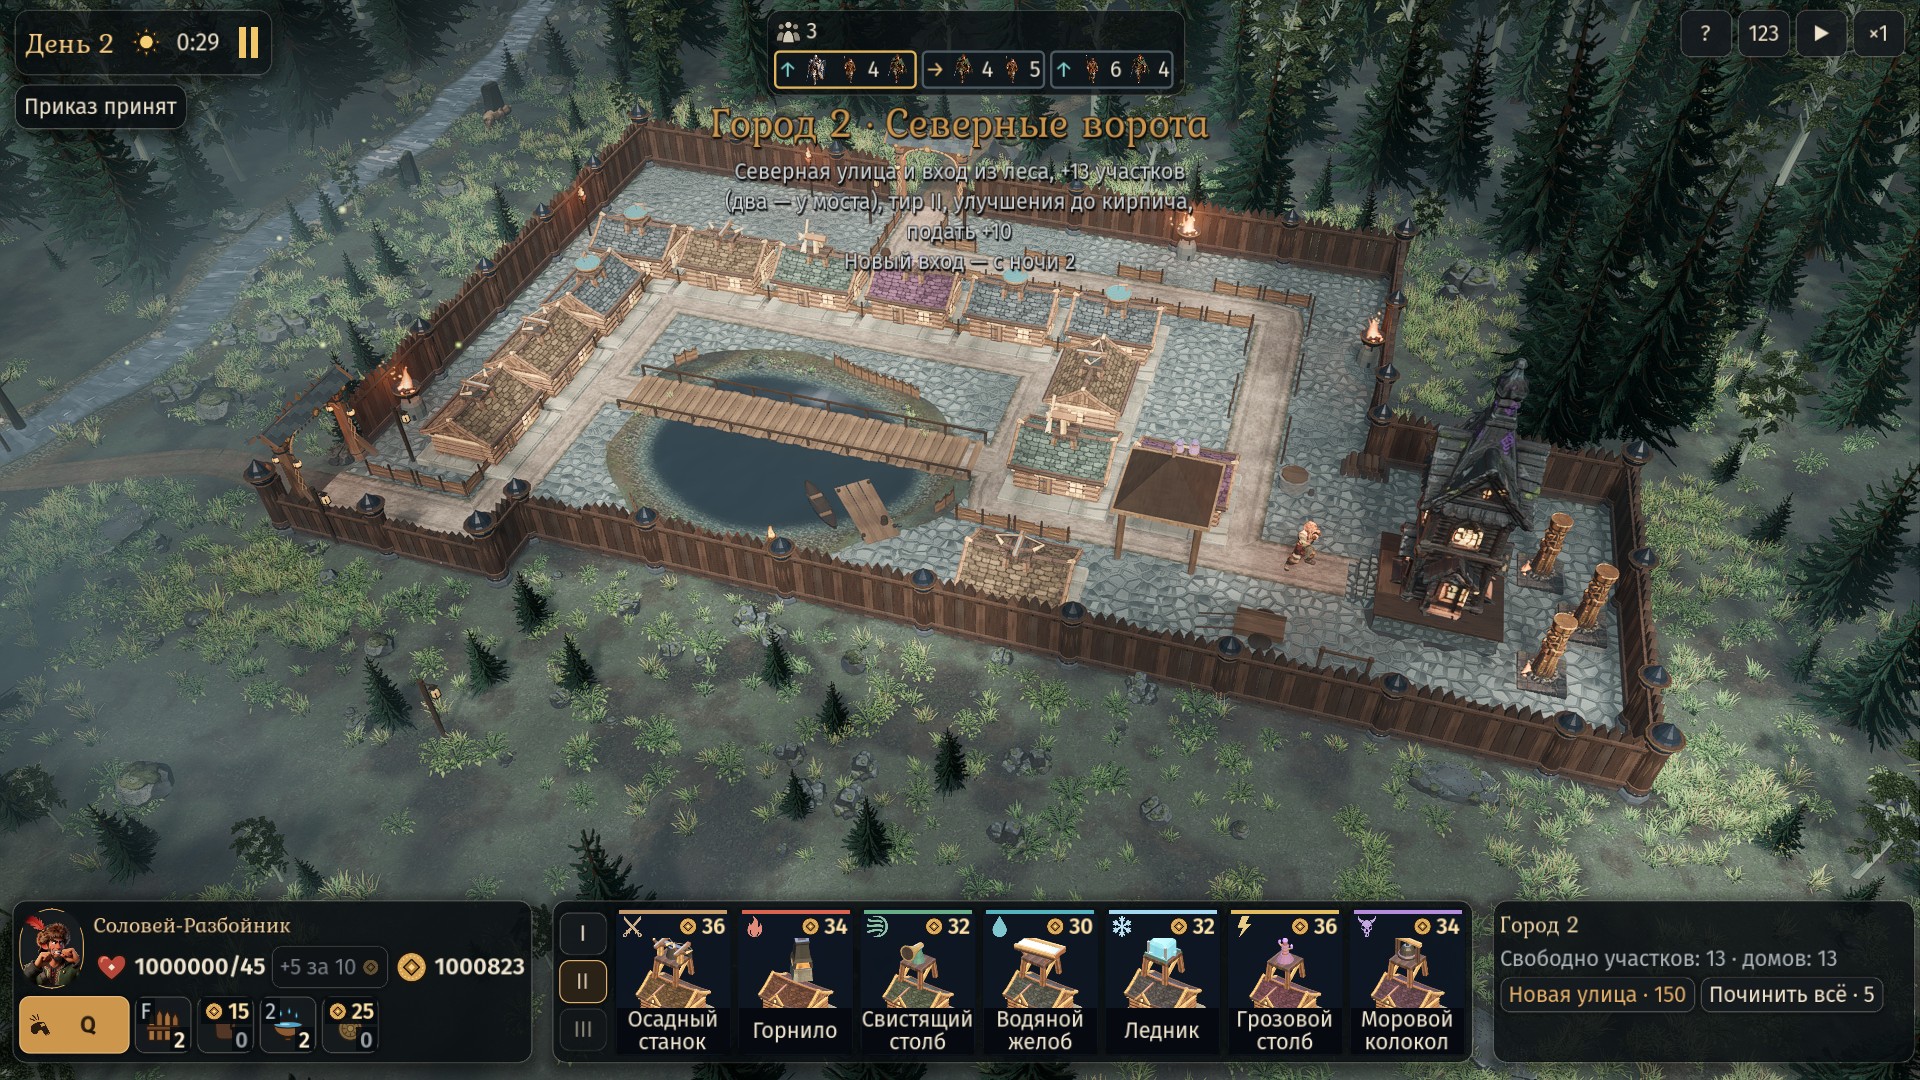 День 2 0:29
Приказ принят
3
4 4 5 6 4
? 123 ×1
Город 2 · Северные ворота
Северная улица и вход из леса, +13 участков
(два — у моста), тир II, улучшения до кирпича,
подать +10
Новый вход — с ночи 2
Соловей-Разбойник
1000000/45 +5 за 10 1000823
Q F 2 15 0 2 2 25 0
I
II
III
36 34 32 30 32 36 34
Осадный станок
Горнило
Свистящий столб
Водяной желоб
Ледник
Грозовой столб
Моровой колокол
Город 2
Свободно участков: 13 · домов: 13
Новая улица · 150 Починить всё · 5